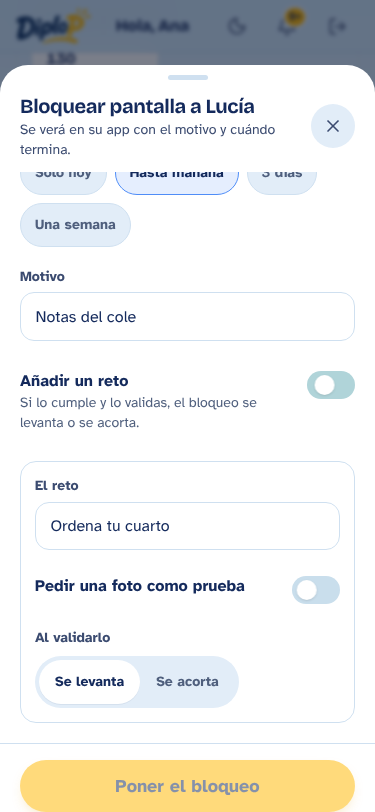 Diplo
Hola, Ana
130
Bloquear pantalla a Lucía
Se verá en su app con el motivo y cuándo
termina.
Solo hoy
Hasta mañana
3 días
Una semana
Motivo
Notas del cole
Añadir un reto
Si lo cumple y lo validas, el bloqueo se
levanta o se acorta.
El reto
Ordena tu cuarto
Pedir una foto como prueba
Al validarlo
Se levanta
Se acorta
Poner el bloqueo